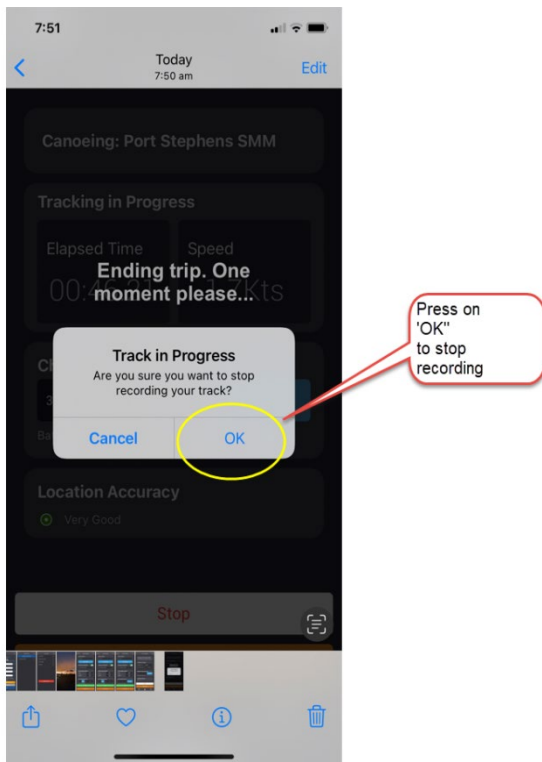 7:51
Today
7:50 am
Edit
Canoeing: Port Stephens SMM
Tracking in Progress
Elapsed Time
Speed
Ending trip. One
moment please...
Track in Progress
Are you sure you want to stop
recording your track?
Cancel
OK
Location Accuracy
Very Good
Stop
Press on
'OK"
to stop
recording